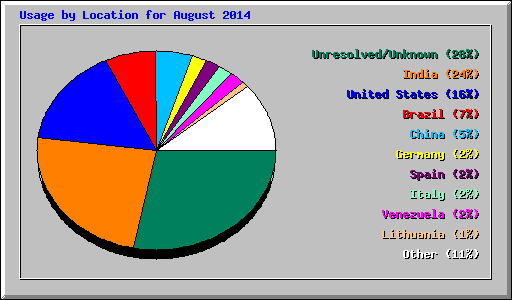 Usage by Location for August 2014
Unresolved/Unknown (28%)
India (24%)
United States (16%)
Brazil (7%)
China (5%)
Germany (2%)
Spain (2%)
Italy (2%)
Venezuela (2%)
Lithuania (1%)
Other (11%)